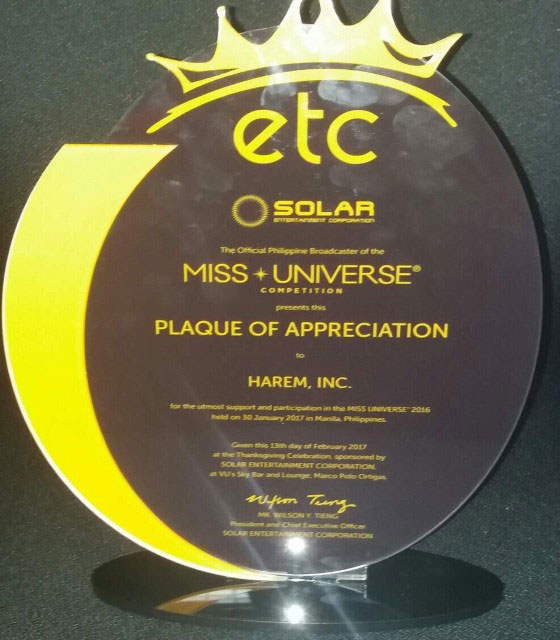 etc
SOLAR
ENTERTAINMENT CORPORATION
The Official Philippine Broadcaster of the
MISS UNIVERSE®
COMPETITION
presents this
PLAQUE OF APPRECIATION
to
HAREM, INC.
for the utmost support and participation in the MISS UNIVERSE® 2016
held on 30 January 2017 in Manila, Philippines.
Given this 13th day of February 2017
at the Thanksgiving Celebration, sponsored by
SOLAR ENTERTAINMENT CORPORATION,
at VU's Sky Bar and Lounge, Marco Polo Ortigas.
Wilson Tieng
MR. WILSON Y. TIENG
President and Chief Executive Officer
SOLAR ENTERTAINMENT CORPORATION